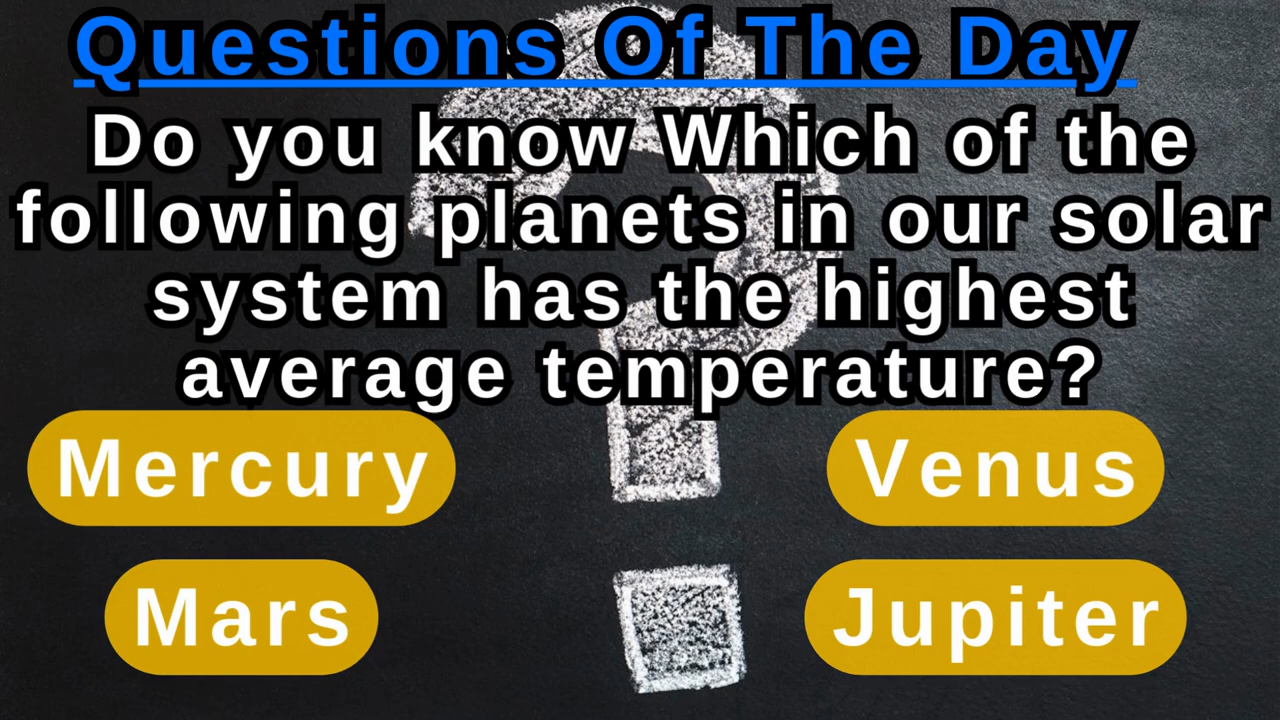 Questions Of The Day
Do you know Which of the
following planets in our solar
system has the highest
average temperature?
Mercury
Venus
Mars
Jupiter